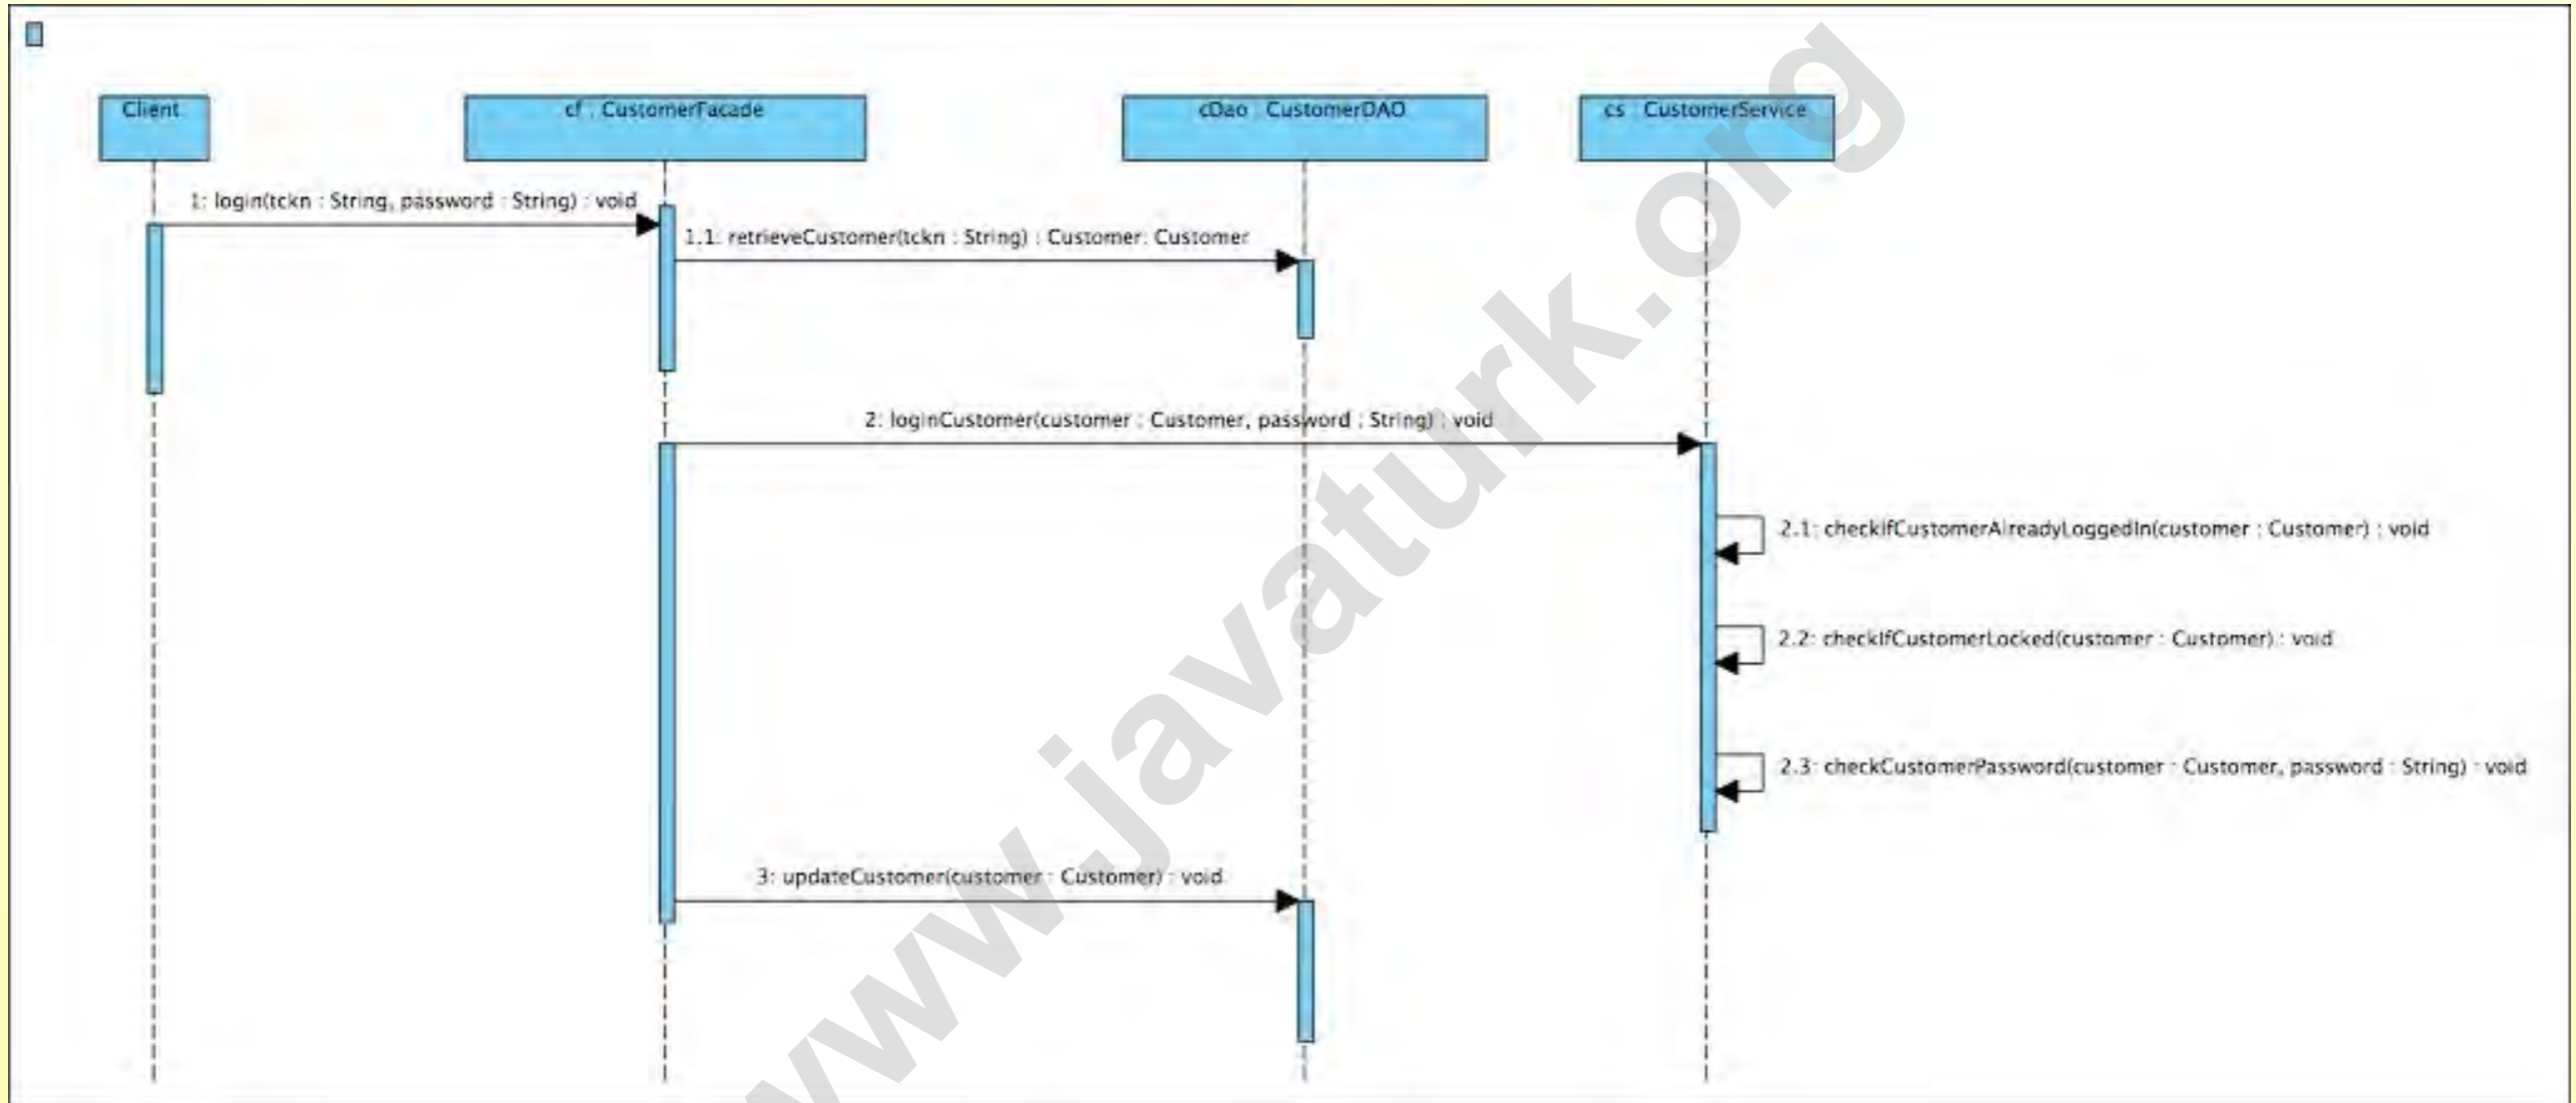 Client
cf : CustomerFacade
cDao : CustomerDAO
cs : CustomerService
1: login(tckn : String, password : String) : void
1.1: retrieveCustomer(tckn : String) : Customer: Customer
2: loginCustomer(customer : Customer, password : String) : void
2.1: checkIfCustomerAlreadyLoggedIn(customer : Customer) : void
2.2: checkIfCustomerLocked(customer : Customer) : void
2.3: checkCustomerPassword(customer : Customer, password : String) : void
3: updateCustomer(customer : Customer) : void
ww.javaturk.org